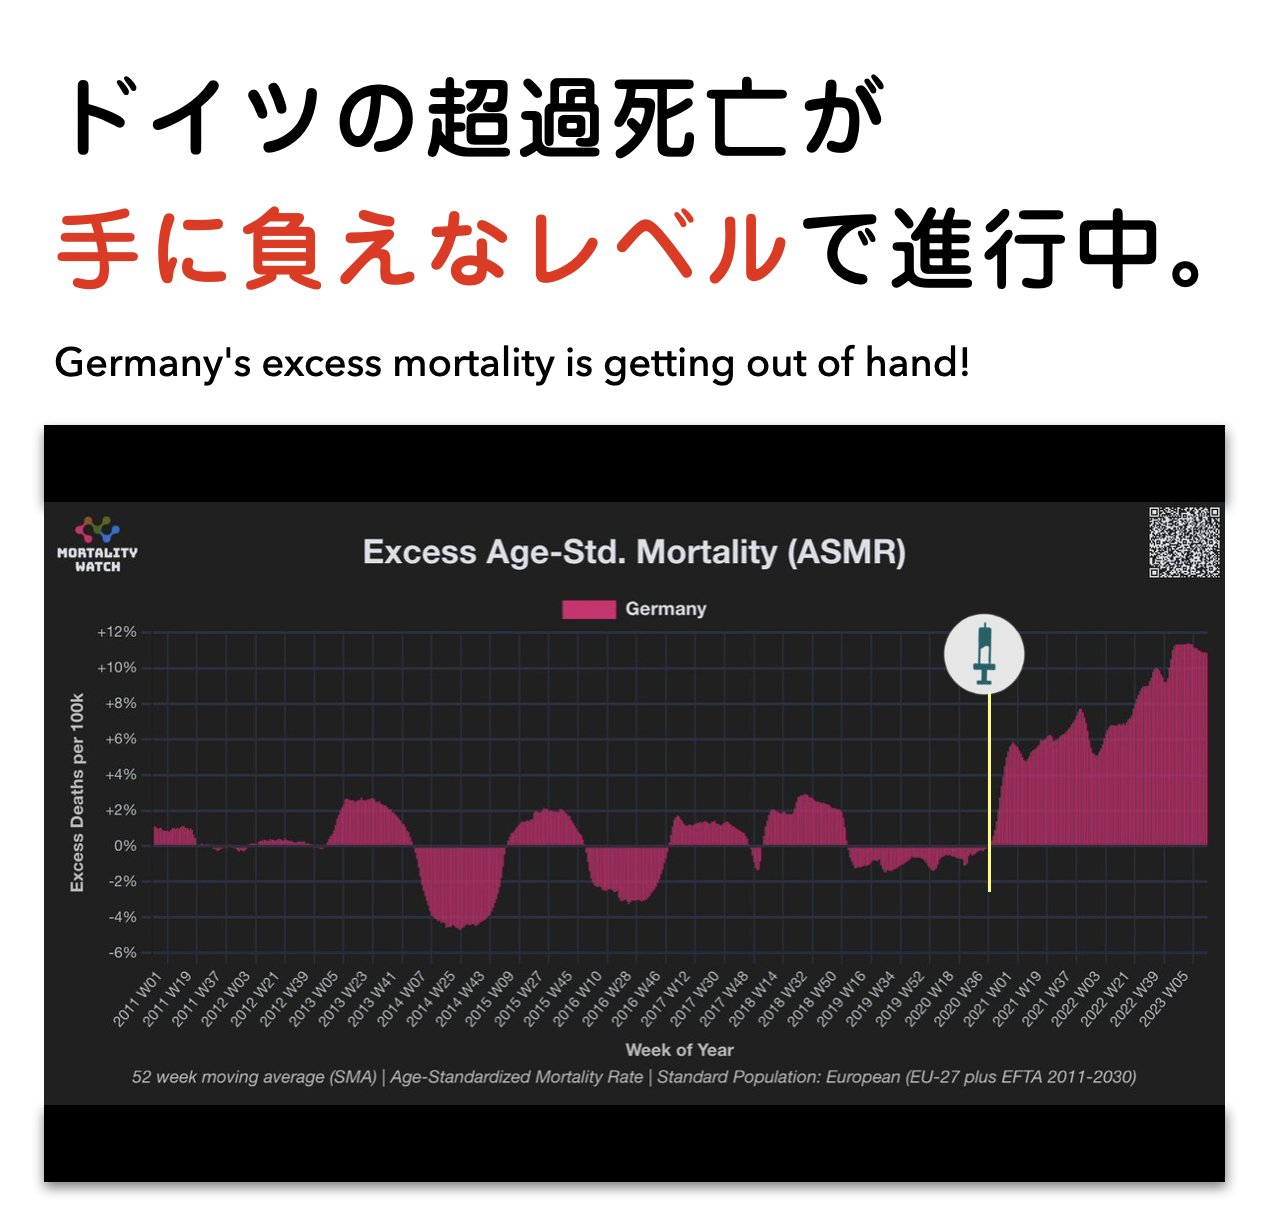 ドイツの超過死亡が
手に負えなレベルで進行中。
Germany's excess mortality is getting out of hand!
MORTALITY
WATCH
Excess Age-Std. Mortality (ASMR)
Germany
Excess Deaths per 100k
+12%
+10%
+8%
+6%
+4%
+2%
0%
-2%
-4%
-6%
2011 W01
2011 W19
2011 W37
2012 W03
2012 W21
2012 W39
2013 W05
2013 W23
2013 W41
2014 W07
2014 W25
2014 W43
2015 W09
2015 W27
2015 W45
2016 W10
2016 W28
2016 W46
2017 W12
2017 W30
2017 W48
2018 W14
2018 W32
2018 W50
2019 W16
2019 W34
2019 W52
2020 W18
2020 W36
2021 W01
2021 W19
2021 W37
2022 W03
2022 W21
2022 W39
2023 W05
Week of Year
52 week moving average (SMA) | Age-Standardized Mortality Rate | Standard Population: European (EU-27 plus EFTA 2011-2030)